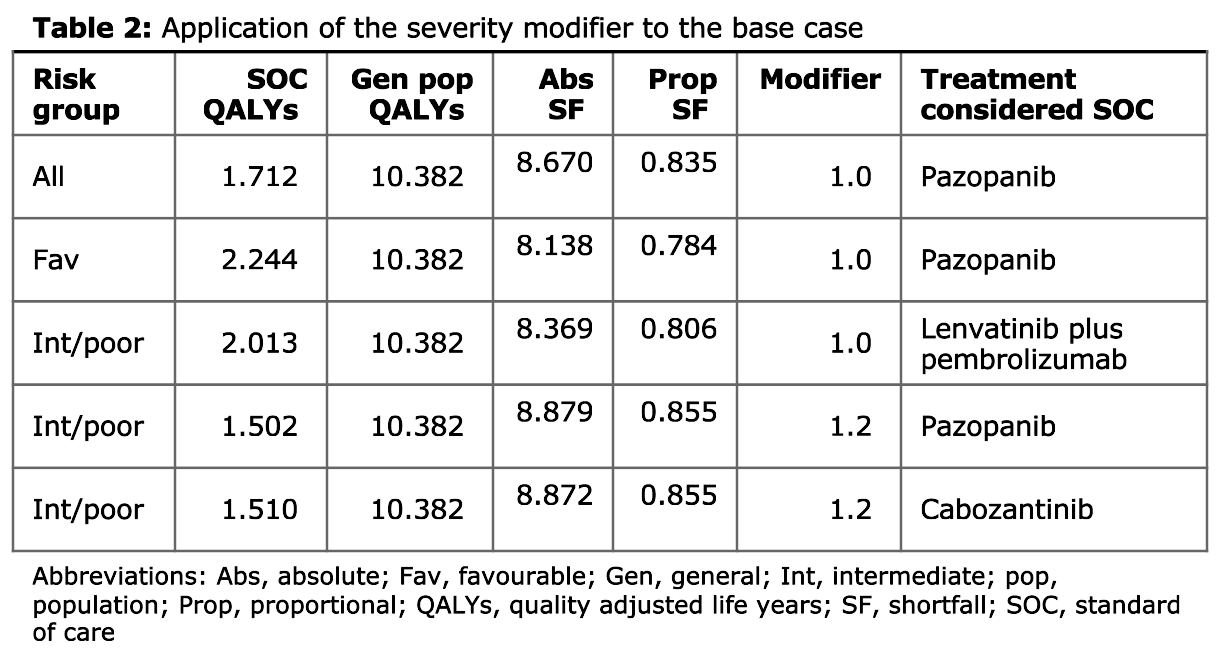 Table 2: Application of the severity modifier to the base case
Risk group SOC QALYs Gen pop QALYs Abs SF Prop SF Modifier Treatment considered SOC
All 1.712 10.382 8.670 0.835 1.0 Pazopanib
Fav 2.244 10.382 8.138 0.784 1.0 Pazopanib
Int/poor 2.013 10.382 8.369 0.806 1.0 Lenvatinib plus pembrolizumab
Int/poor 1.502 10.382 8.879 0.855 1.2 Pazopanib
Int/poor 1.510 10.382 8.872 0.855 1.2 Cabozantinib
Abbreviations: Abs, absolute; Fav, favourable; Gen, general; Int, intermediate; pop,
population; Prop, proportional; QALYs, quality adjusted life years; SF, shortfall; SOC, standard
of care